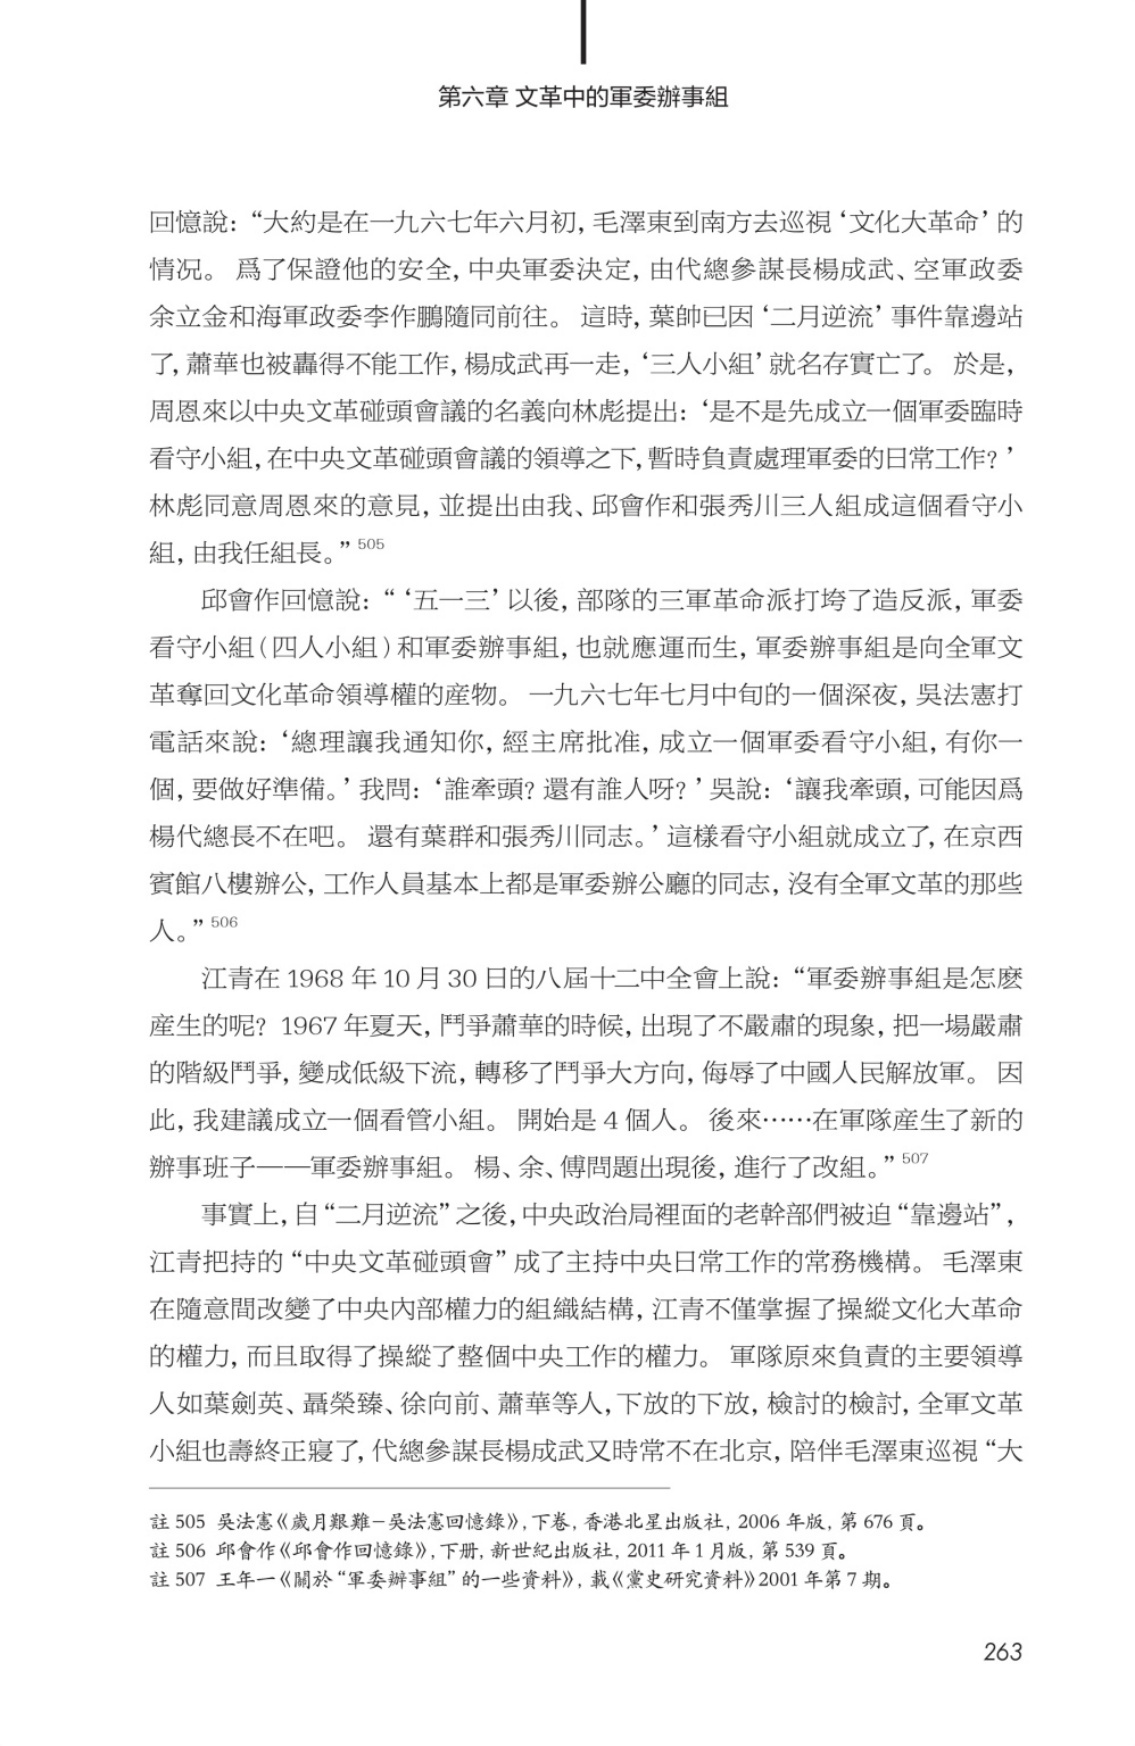 第六章 文革中的軍委辦事組
回憶說：“大約是在一九六七年六月初，毛澤東到南方去巡視‘文化大革命’的
情况。爲了保證他的安全，中央軍委決定，由代總參謀長楊成武、空軍政委
余立金和海軍政委李作鵬隨同前往。這時，葉帥已因‘二月逆流’事件靠邊站
了，蕭華也被轟得不能工作，楊成武再一走，‘三人小組’就名存實亡了。於是，
周恩來以中央文革碰頭會議的名義向林彪提出：‘是不是先成立一個軍委臨時
看守小組，在中央文革碰頭會議的領導之下，暫時負責處理軍委的日常工作？’
林彪同意周恩來的意見，並提出由我、邱會作和張秀川三人組成這個看守小
組，由我任組長。”505
邱會作回憶說：“‘五一三’以後，部隊的三軍革命派打垮了造反派，軍委
看守小組（四人小組）和軍委辦事組，也就應運而生，軍委辦事組是向全軍文
革奪回文化革命領導權的産物。一九六七年七月中旬的一個深夜，吳法憲打
電話來說：‘總理讓我通知你，經主席批准，成立一個軍委看守小組，有你一
個，要做好準備。’我問：‘誰牽頭？還有誰人呀？’吳說：‘讓我牽頭，可能因爲
楊代總長不在吧。還有葉群和張秀川同志。’這樣看守小組就成立了，在京西
賓館八樓辦公，工作人員基本上都是軍委辦公廳的同志，沒有全軍文革的那些
人。”506
江青在 1968 年 10 月 30 日的八屆十二中全會上說：“軍委辦事組是怎麽
産生的呢？1967 年夏天，鬥爭蕭華的時候，出現了不嚴肅的現象，把一場嚴肅
的階級鬥爭，變成低級下流，轉移了鬥爭大方向，侮辱了中國人民解放軍。因
此，我建議成立一個看管小組。開始是 4 個人。後來……在軍隊産生了新的
辦事班子——軍委辦事組。楊、余、傅問題出現後，進行了改組。”507
事實上，自“二月逆流”之後，中央政治局裡面的老幹部們被迫“靠邊站”，
江青把持的“中央文革碰頭會”成了主持中央日常工作的常務機構。毛澤東
在隨意間改變了中央內部權力的組織結構，江青不僅掌握了操縱文化大革命
的權力，而且取得了操縱了整個中央工作的權力。軍隊原來負責的主要領導
人如葉劍英、聶榮臻、徐向前、蕭華等人，下放的下放，檢討的檢討，全軍文革
小組也壽終正寢了，代總參謀長楊成武又時常不在北京，陪伴毛澤東巡視“大
註 505 吳法憲《歲月艱難－吳法憲回憶錄》，下卷，香港北星出版社，2006 年版，第 676 頁。
註 506 邱會作《邱會作回憶錄》，下册，新世紀出版社，2011 年 1 月版，第 539 頁。
註 507 王年一《關於“軍委辦事組”的一些資料》，載《黨史研究資料》2001 年第 7 期。
263